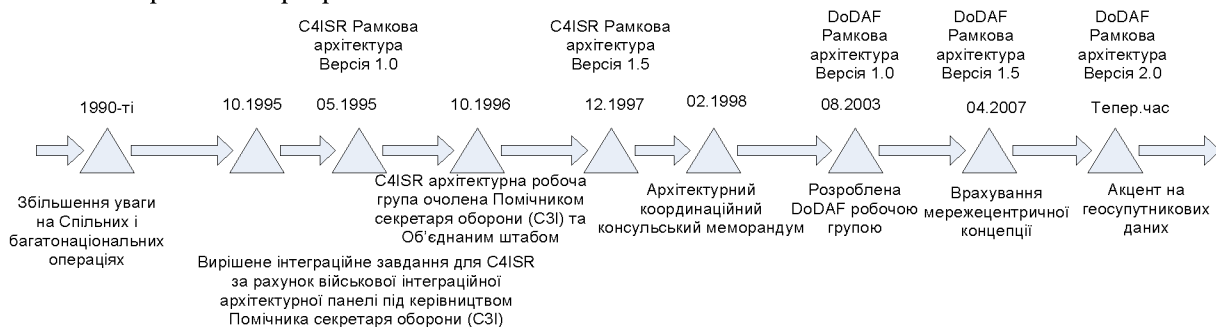 C4ISR Рамкова
архітектура
Версія 1.0
C4ISR Рамкова
архітектура
Версія 1.5
DoDAF
Рамкова
архітектура
Версія 1.0
DoDAF
Рамкова
архітектура
Версія 1.5
DoDAF
Рамкова
архітектура
Версія 2.0
1990-ті
10.1995
05.1995
10.1996
12.1997
02.1998
08.2003
04.2007
Тепер.час
Збільшення уваги
на Спільних і
багатонаціональних
операціях
Вирішене інтеграційне завдання для C4ISR
за рахунок військової інтеграційної
архітектурної панелі під керівництвом
Помічника секретаря оборони (С3І)
C4ISR архітектурна робоча
група очолена Помічником
секретаря оборони (С3І) та
Об’єднаним штабом
Архітектурний
координаційний
консульський меморандум
Розроблена
DoDAF робочою
групою
Врахування
мережецентричної
концепції
Акцент на
геосупутникових
даних